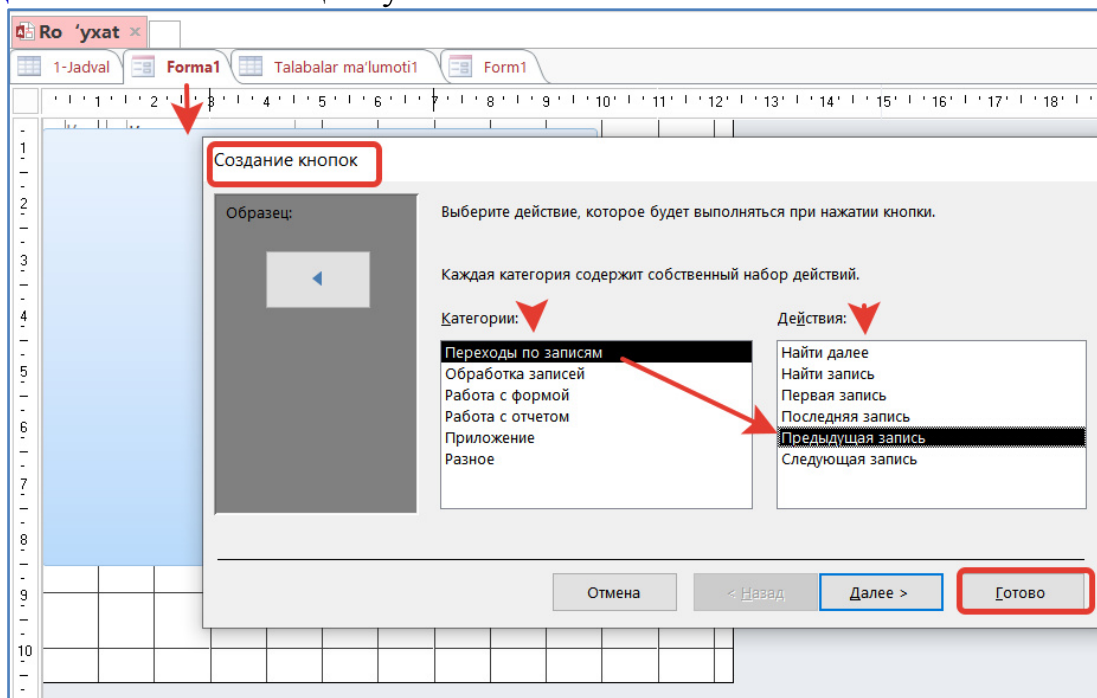 Ro 'yxat
1-Jadval Forma1 Talabalar ma'lumoti1 Form1
1 2 3 4 5 6 7 8 9 10 11 12 13 14 15 16 17 18
Создание кнопок
Образец:
Выберите действие, которое будет выполняться при нажатии кнопки.
Каждая категория содержит собственный набор действий.
Категории:
Действия:
Переходы по записям
Обработка записей
Работа с формой
Работа с отчетом
Приложение
Разное
Найти далее
Найти запись
Первая запись
Последняя запись
Предыдущая запись
Следующая запись
Отмена
< Назад
Далее >
Готово
1
2
3
4
5
6
7
8
9
10